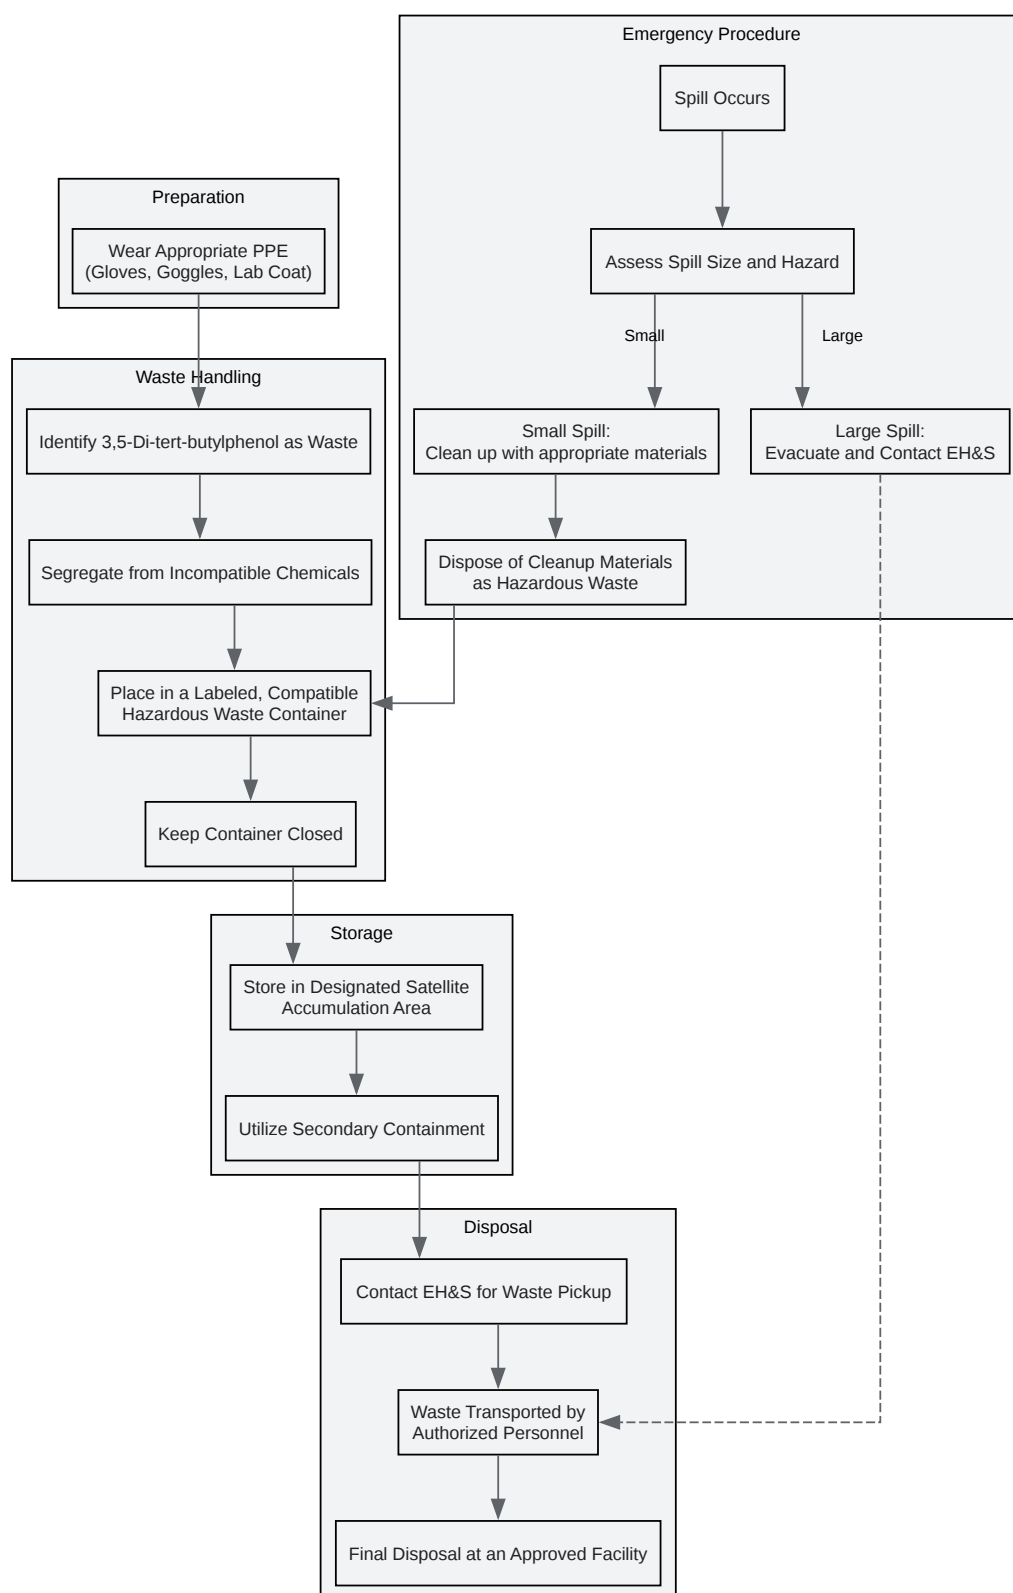 Emergency Procedure
Spill Occurs
Assess Spill Size and Hazard
Small
Large
Small Spill:
Clean up with appropriate materials
Large Spill:
Evacuate and Contact EH&S
Dispose of Cleanup Materials
as Hazardous Waste
Preparation
Wear Appropriate PPE
(Gloves, Goggles, Lab Coat)
Waste Handling
Identify 3,5-Di-tert-butylphenol as Waste
Segregate from Incompatible Chemicals
Place in a Labeled, Compatible
Hazardous Waste Container
Keep Container Closed
Storage
Store in Designated Satellite
Accumulation Area
Utilize Secondary Containment
Disposal
Contact EH&S for Waste Pickup
Waste Transported by
Authorized Personnel
Final Disposal at an Approved Facility